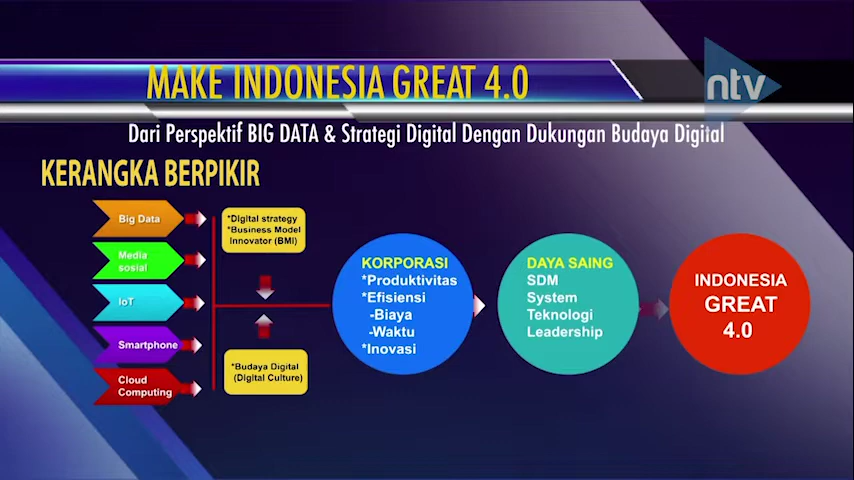 MAKE INDONESIA GREAT 4.0
ntv
Dari Perspektif BIG DATA & Strategi Digital Dengan Dukungan Budaya Digital
KERANGKA BERPIKIR
Big Data
Media
sosial
IoT
Smartphone
Cloud
Computing
*Digital strategy
*Business Model
Innovator (BMI)
*Budaya Digital
(Digital Culture)
KORPORASI
*Produktivitas
*Efisiensi
-Biaya
-Waktu
*Inovasi
DAYA SAING
SDM
System
Teknologi
Leadership
INDONESIA
GREAT
4.0